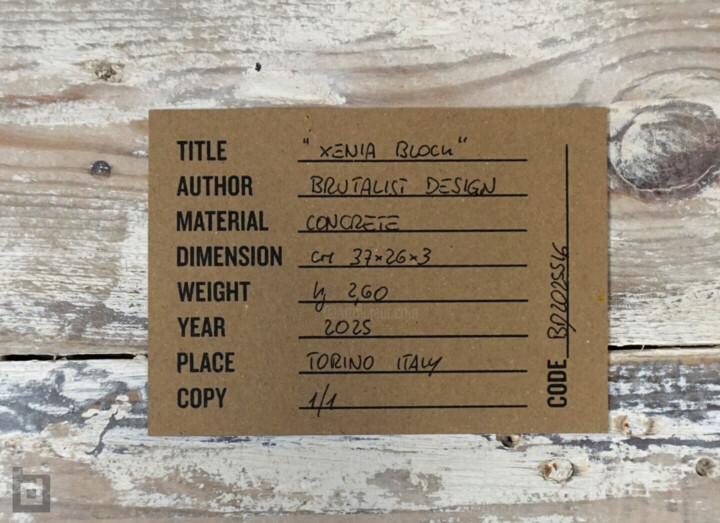 TITLE "XENIA BLOCK"
AUTHOR BRUTALIST DESIGN
MATERIAL CONCRETE
DIMENSION cm 37×26×3
WEIGHT kg 2,60
YEAR 2025
PLACE TORINO ITALY
COPY 1/1
CODE